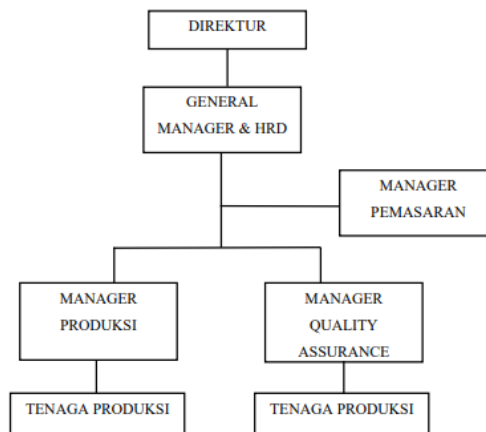 DIREKTUR
GENERAL
MANAGER & HRD
MANAGER
PEMASARAN
MANAGER
PRODUKSI
MANAGER
QUALITY
ASSURANCE
TENAGA PRODUKSI
TENAGA PRODUKSI